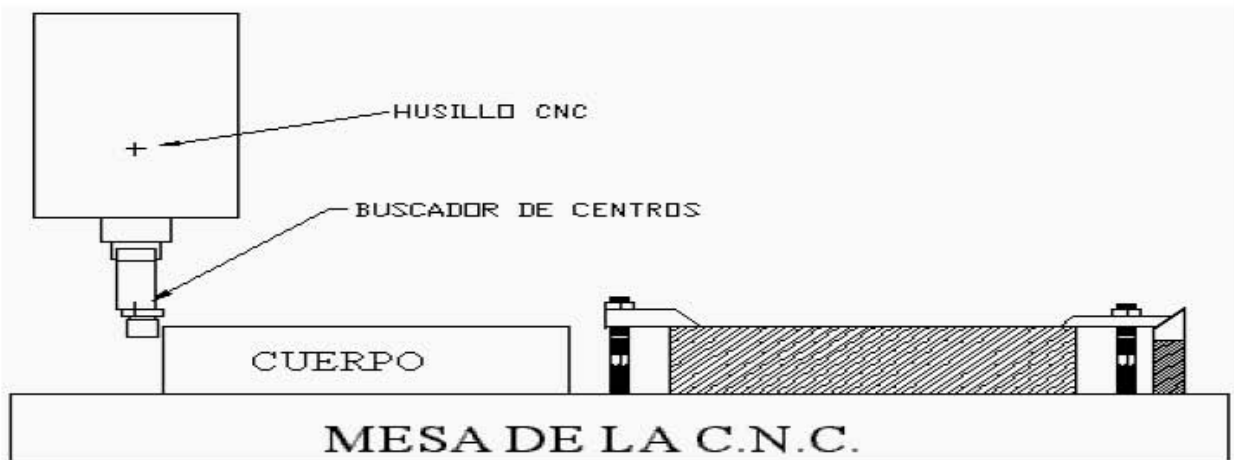 HUSILLO CNC
BUSCADOR DE CENTROS
CUERPO
MESA DE LA C.N.C.